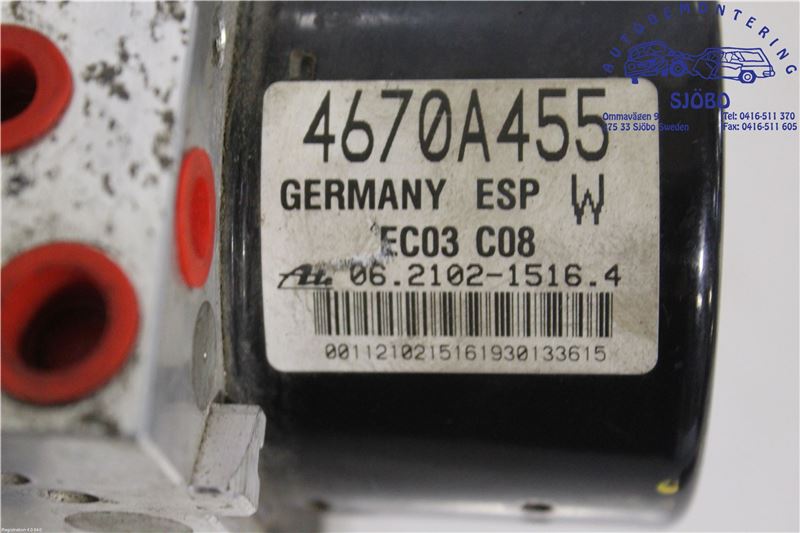 AUTODEMONTERING
SJÖBO
Ommavägen 9
275 33 Sjöbo Sweden
Tel: 0416-511 370
Fax: 0416-511 605
4670A455
GERMANY ESP W
EC03 C08
Ate 06.2102-1516.4
0011210215161930133615